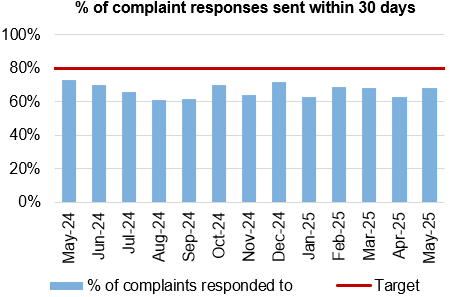 % of complaint responses sent within 30 days
100%
80%
60%
40%
20%
0%
May-24
Jun-24
Jul-24
Aug-24
Sep-24
Oct-24
Nov-24
Dec-24
Jan-25
Feb-25
Mar-25
Apr-25
May-25
% of complaints responded to
Target